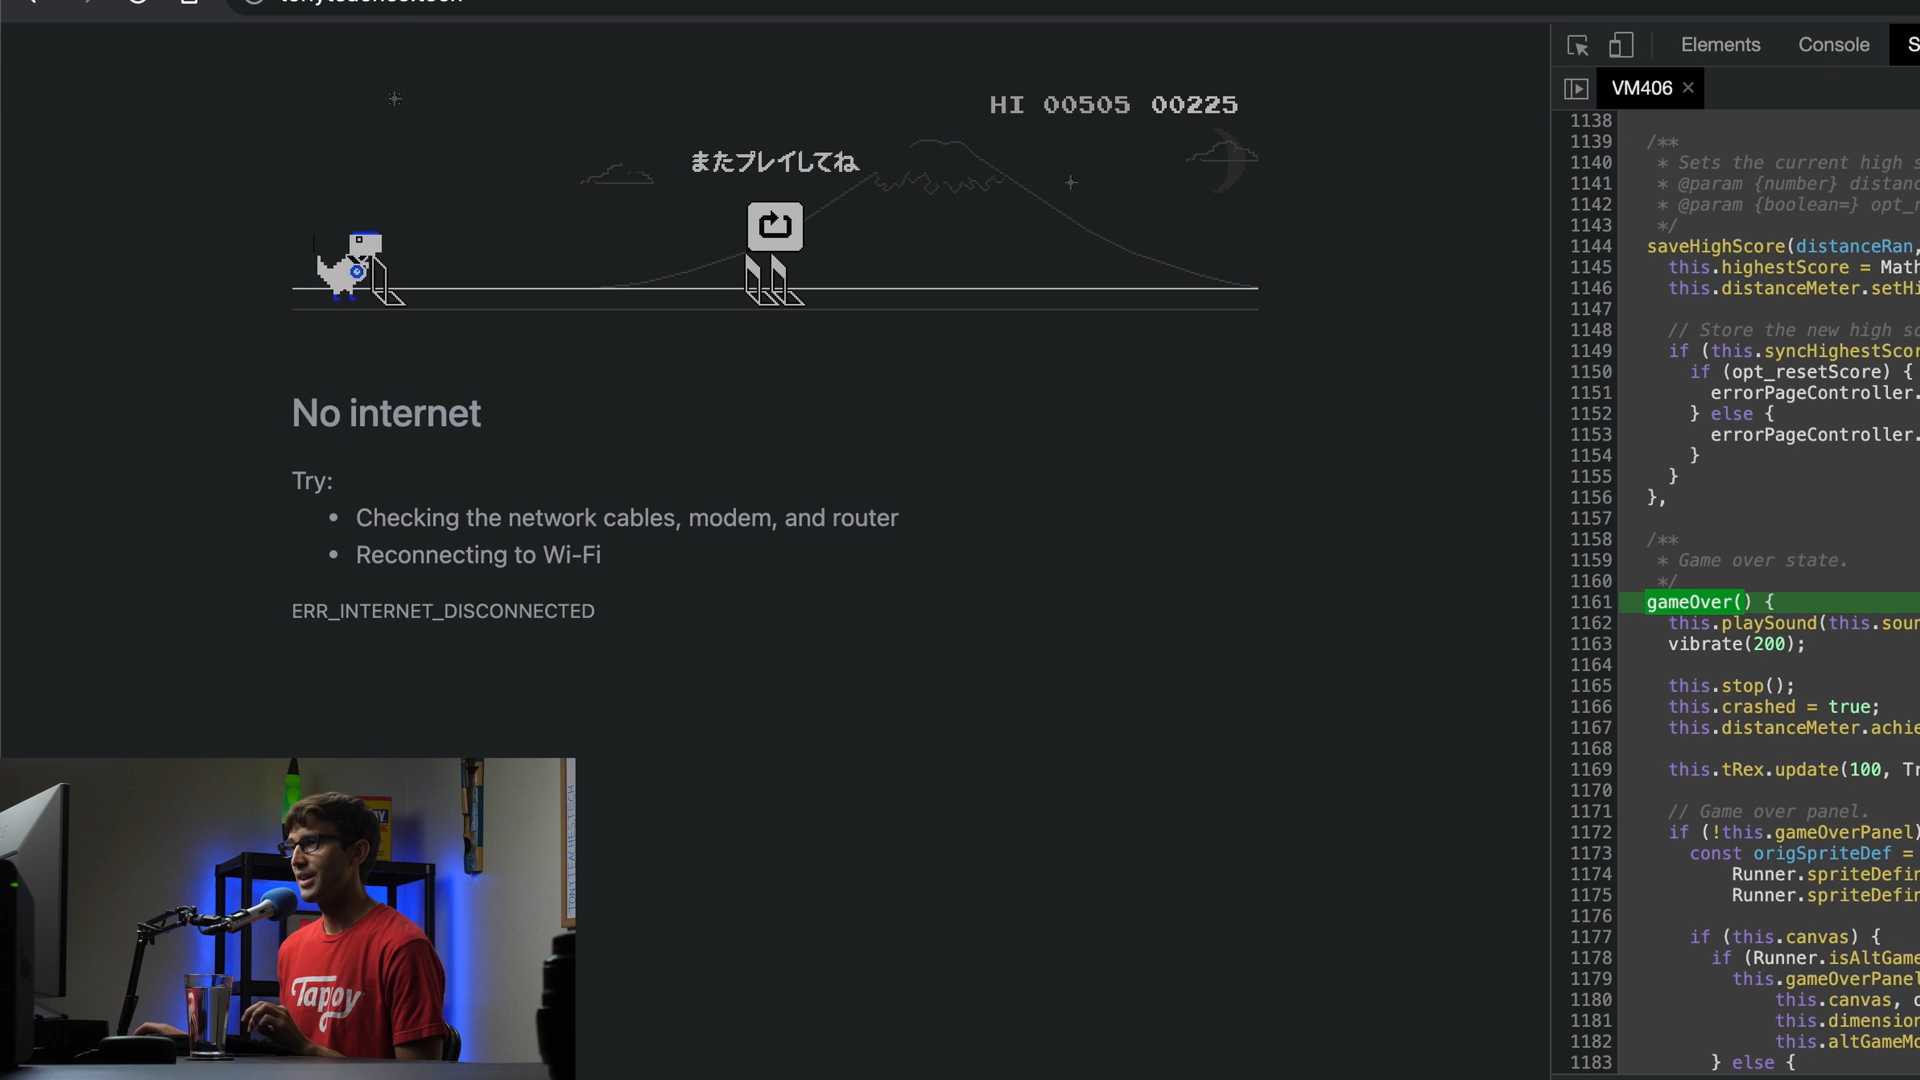 Elements Console
VM406 ×
HI 00505 00225
またプレイしてね
No internet
Try:
• Checking the network cables, modem, and router
• Reconnecting to Wi-Fi
ERR_INTERNET_DISCONNECTED
1138
1139 /**
1140 * Sets the current high s
1141 * @param {number} distanc
1142 * @param {boolean=} opt_r
1143 */
1144 saveHighScore(distanceRan,
1145 this.highestScore = Math
1146 this.distanceMeter.setHi
1147
1148 // Store the new high sc
1149 if (this.syncHighestScor
1150 if (opt_resetScore) {
1151 errorPageController.
1152 } else {
1153 errorPageController.
1154 }
1155 }
1156 },
1157
1158 /**
1159 * Game over state.
1160 */
1161 gameOver() {
1162 this.playSound(this.soun
1163 vibrate(200);
1164
1165 this.stop();
1166 this.crashed = true;
1167 this.distanceMeter.achie
1168
1169 this.tRex.update(100, Tr
1170
1171 // Game over panel.
1172 if (!this.gameOverPanel)
1173 const origSpriteDef =
1174 Runner.spriteDefin
1175 Runner.spriteDefin
1176
1177 if (this.canvas) {
1178 if (Runner.isAltGame
1179 this.gameOverPanel
1180 this.canvas,
1181 this.dimension
1182 this.altGameMo
1183 } else {
TONYTEACHES.TECH
Tapjoy